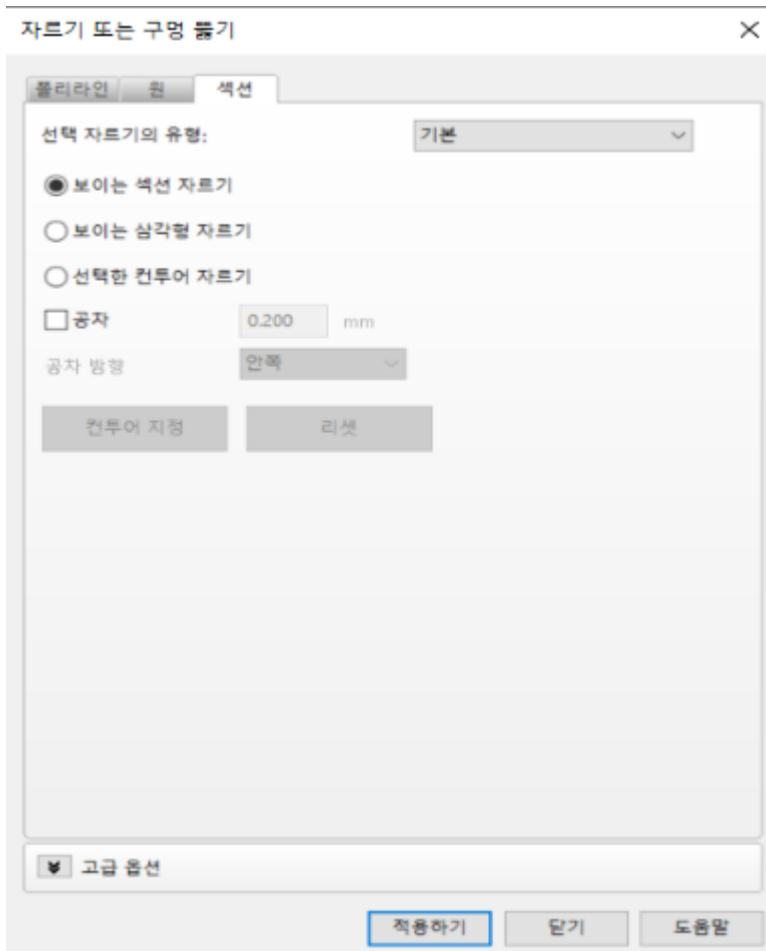 자르기 또는 구멍 뚫기
폴리라인 원 섹션
선택 자르기의 유형: 기본
보이는 섹션 자르기
보이는 삼각형 자르기
선택한 컨투어 자르기
공차 0.200 mm
공차 방향 안쪽
컨투어 지정 리셋
고급 옵션
적용하기 닫기 도움말